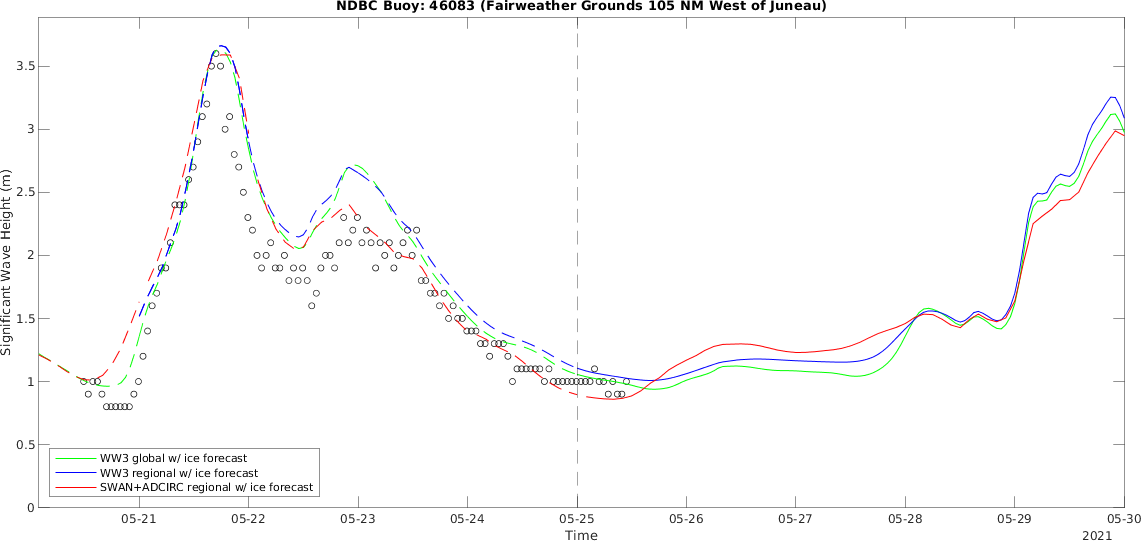 NDBC Buoy: 46083 (Fairweather Grounds 105 NM West of Juneau)
Significant Wave Height (m)
3.5
3
2.5
2
1.5
1
0.5
0
WW3 global w/ ice forecast
WW3 regional w/ ice forecast
SWAN+ADCIRC regional w/ ice forecast
05-21 05-22 05-23 05-24 05-25 05-26 05-27 05-28 05-29 05-30
Time
2021